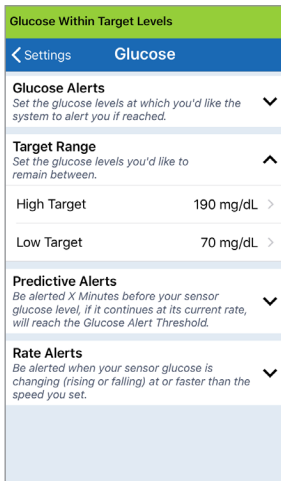 Glucose Within Target Levels
Settings Glucose
Glucose Alerts
Set the glucose levels at which you'd like the
system to alert you if reached.
Target Range
Set the glucose levels you'd like to
remain between.
High Target 190 mg/dL
Low Target 70 mg/dL
Predictive Alerts
Be alerted X Minutes before your sensor
glucose level, if it continues at its current rate,
will reach the Glucose Alert Threshold.
Rate Alerts
Be alerted when your sensor glucose is
changing (rising or falling) at or faster than the
speed you set.